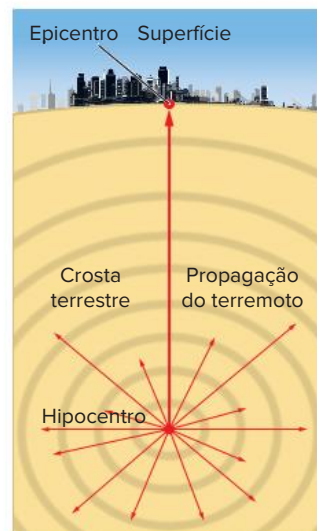 Epicentro Superfície
Crosta
terrestre
Propagação
do terremoto
Hipocentro